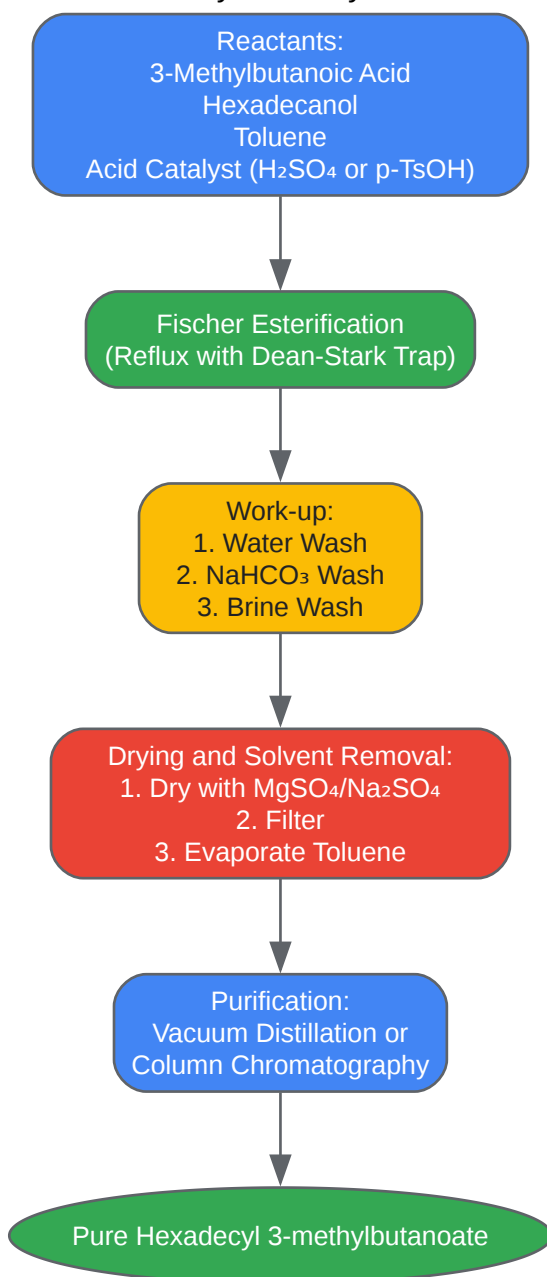 Reactants:
3-Methylbutanoic Acid
Hexadecanol
Toluene
Acid Catalyst (H₂SO₄ or p-TsOH)
Fischer Esterification
(Reflux with Dean-Stark Trap)
Work-up:
1. Water Wash
2. NaHCO₃ Wash
3. Brine Wash
Drying and Solvent Removal:
1. Dry with MgSO₄/Na₂SO₄
2. Filter
3. Evaporate Toluene
Purification:
Vacuum Distillation or
Column Chromatography
Pure Hexadecyl 3-methylbutanoate